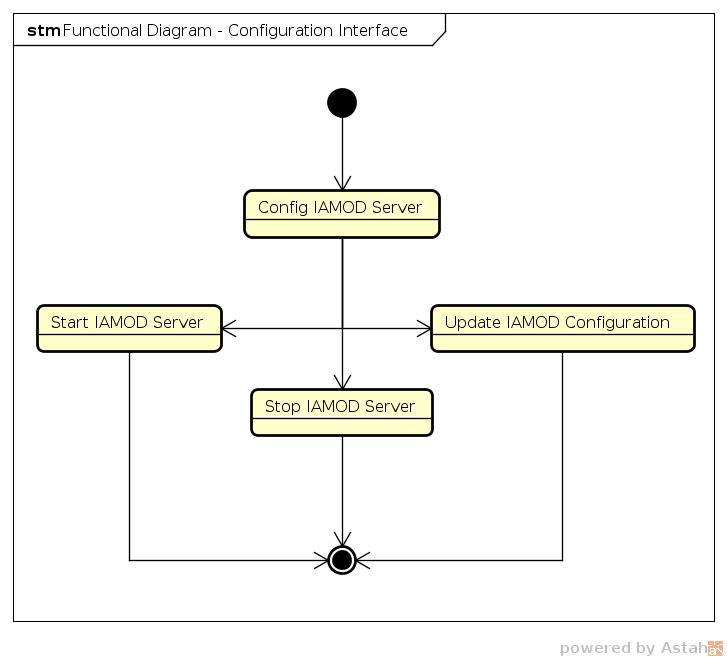 stm Functional Diagram - Configuration Interface
Config IAMOD Server
Start IAMOD Server
Update IAMOD Configuration
Stop IAMOD Server
powered by Astah